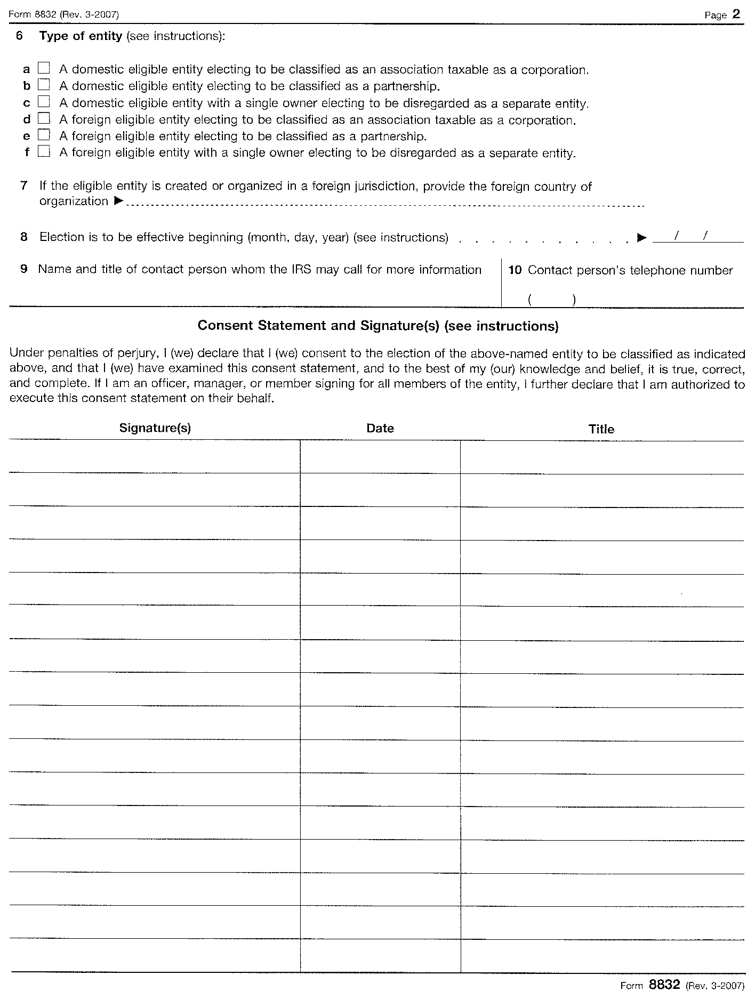 Form 8832 (Rev. 3-2007) Page 2
6 Type of entity (see instructions):
a A domestic eligible entity electing to be classified as an association taxable as a corporation.
b A domestic eligible entity electing to be classified as a partnership.
c A domestic eligible entity with a single owner electing to be disregarded as a separate entity.
d A foreign eligible entity electing to be classified as an association taxable as a corporation.
e A foreign eligible entity electing to be classified as a partnership.
f A foreign eligible entity with a single owner electing to be disregarded as a separate entity.
7 If the eligible entity is created or organized in a foreign jurisdiction, provide the foreign country of
organization ▶
8 Election is to be effective beginning (month, day, year) (see instructions) . . . . . . . . . . . ▶ / /
9 Name and title of contact person whom the IRS may call for more information
10 Contact person's telephone number
( )
Consent Statement and Signature(s) (see instructions)
Under penalties of perjury, I (we) declare that I (we) consent to the election of the above-named entity to be classified as indicated
above, and that I (we) have examined this consent statement, and to the best of my (our) knowledge and belief, it is true, correct,
and complete. If I am an officer, manager, or member signing for all members of the entity, I further declare that I am authorized to
execute this consent statement on their behalf.
Signature(s) Date Title
Form 8832 (Rev. 3-2007)